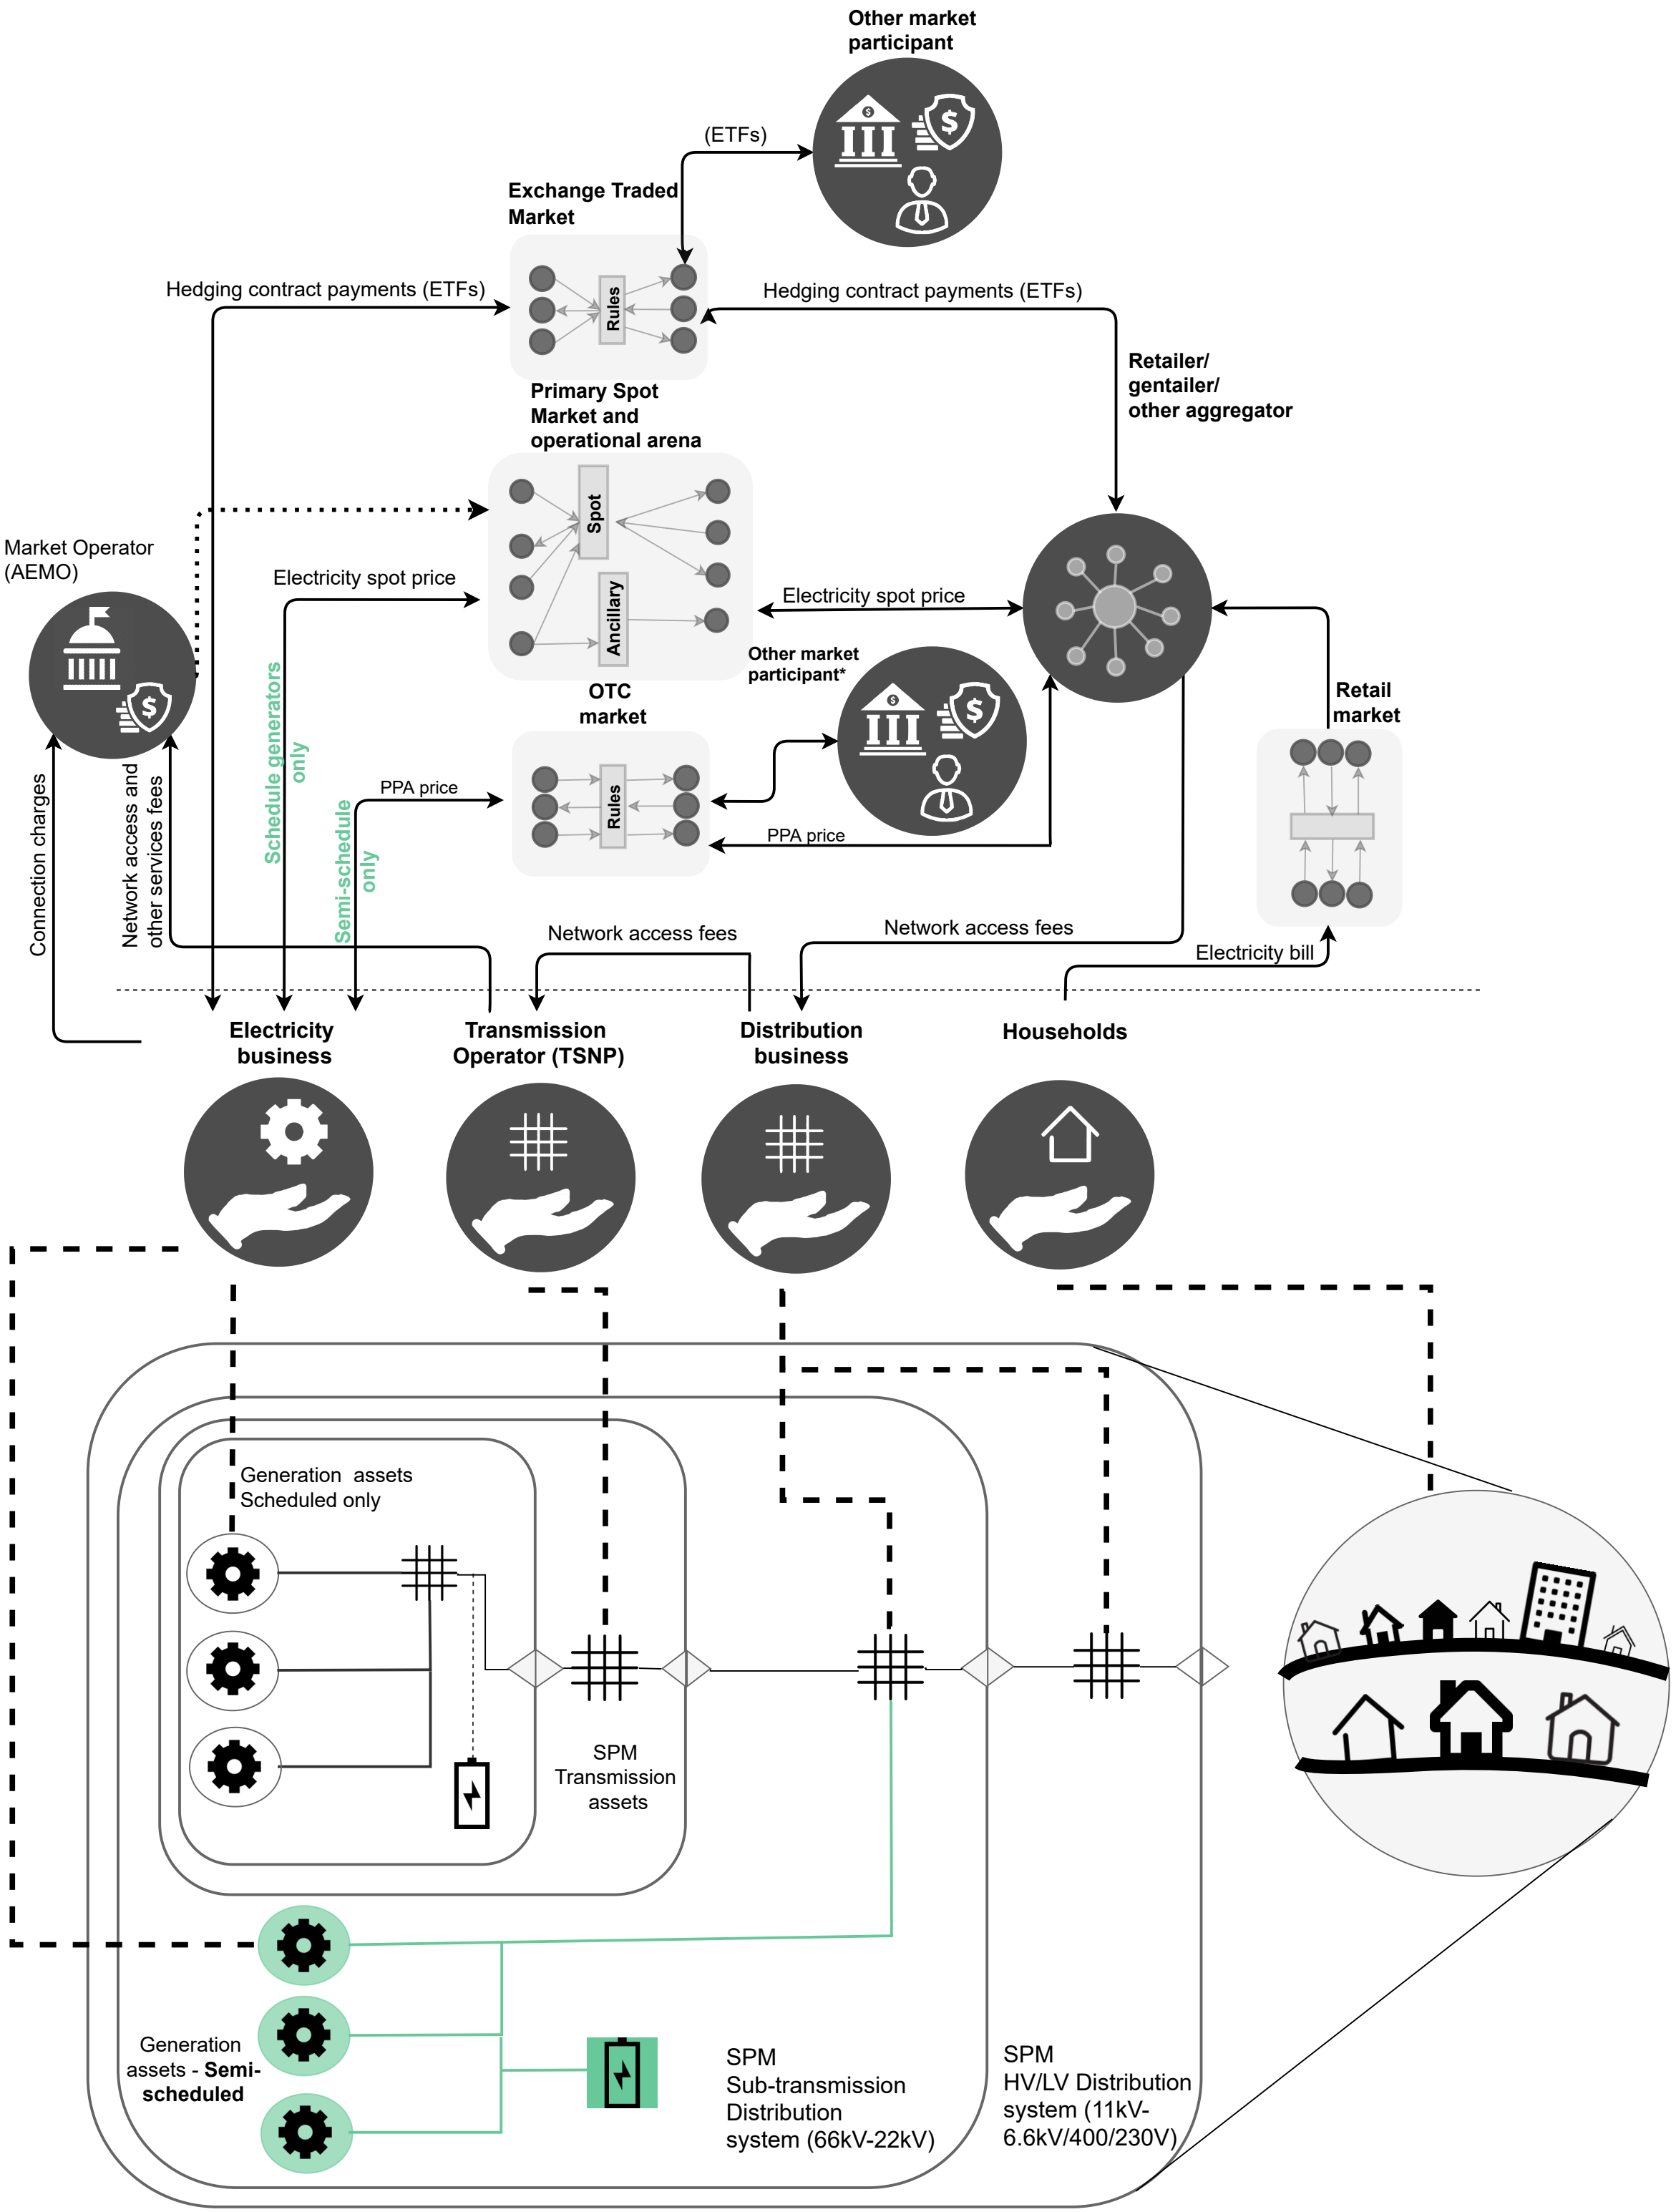 Other market
participant
(ETFs)
Exchange Traded
Market
Hedging contract payments (ETFs)
Hedging contract payments (ETFs)
Rules
Retailer/
gentailer/
other aggregator
Primary Spot
Market and
operational arena
Spot
Ancillary
Market Operator
(AEMO)
Electricity spot price
Electricity spot price
Other market
participant*
OTC
market
Retail
market
Rules
PPA price
PPA price
Schedule generators
only
Semi-schedule
only
Connection charges
Network access and
other services fees
Network access fees
Network access fees
Electricity bill
Electricity
business
Transmission
Operator (TSNP)
Distribution
business
Households
Generation assets
Scheduled only
SPM
Transmission
assets
Generation
assets - Semi-
scheduled
SPM
Sub-transmission
Distribution
system (66kV-22kV)
SPM
HV/LV Distribution
system (11kV-
6.6kV/400/230V)
$
$
$
$
$